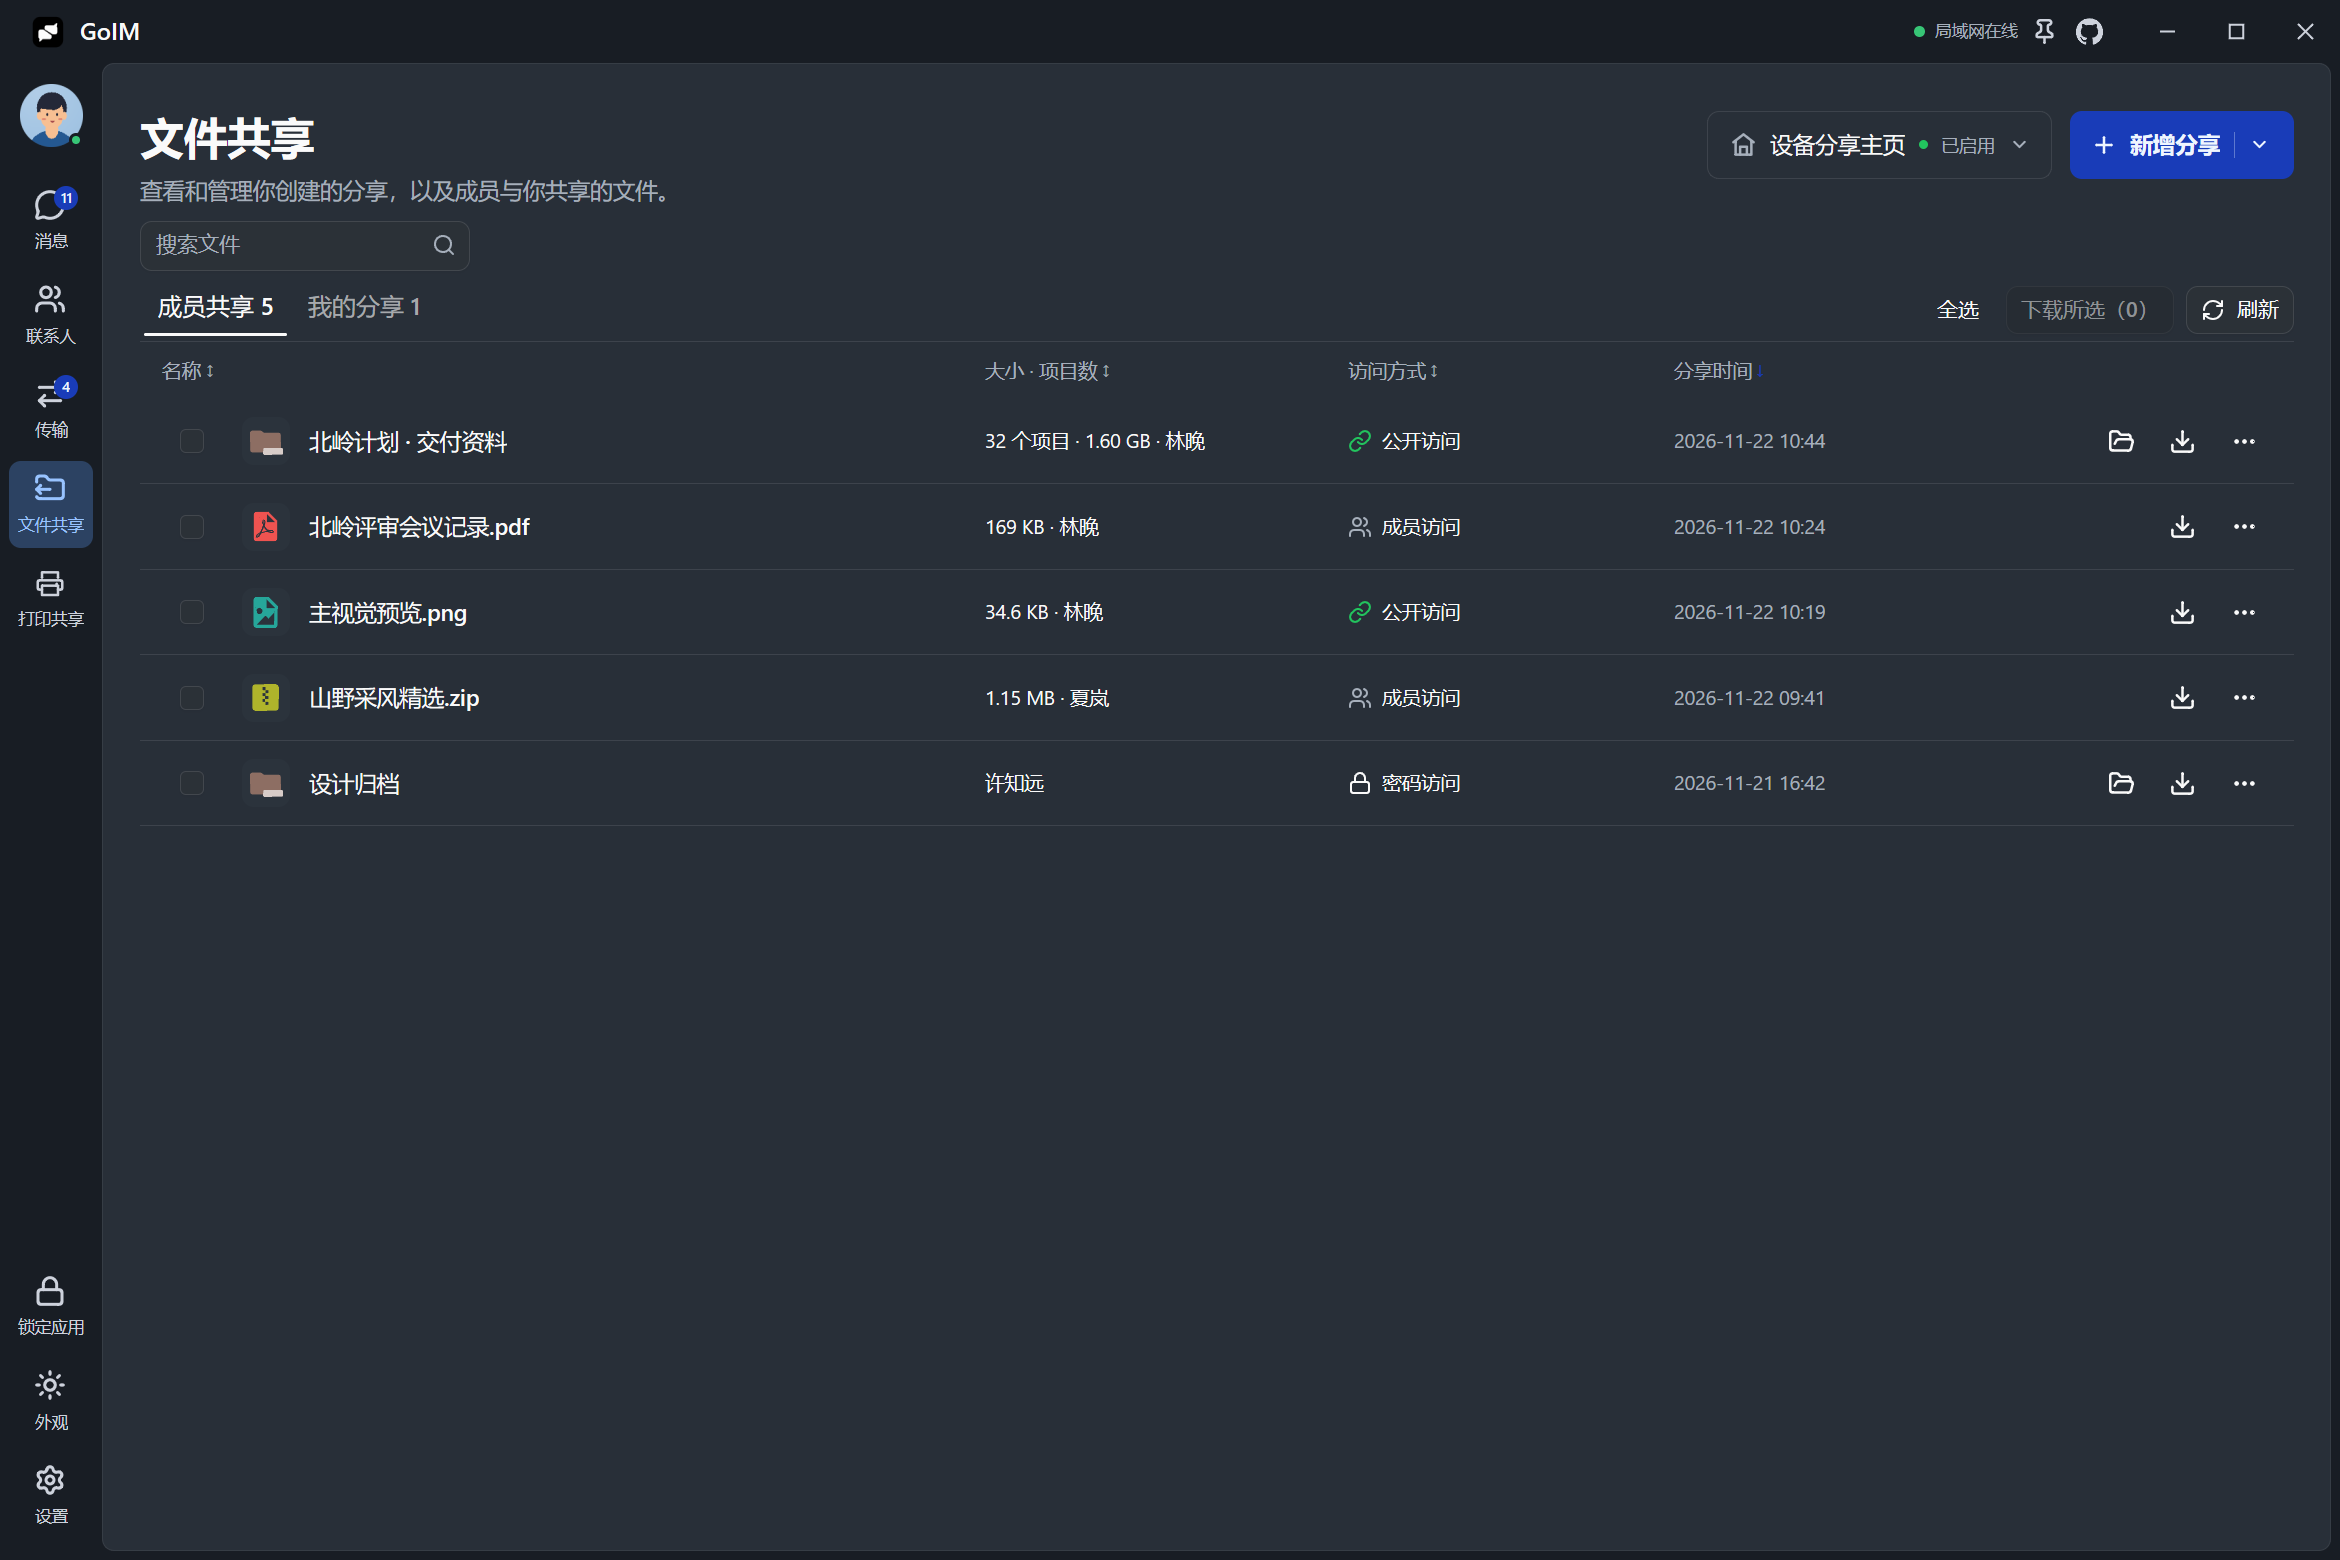 GoIM
局域网在线
11
消息
联系人
4
传输
文件共享
打印共享
锁定应用
外观
设置
文件共享
查看和管理你创建的分享，以及成员与你共享的文件。
设备分享主页 已启用
新增分享
搜索文件
成员共享 5 我的分享 1
全选 下载所选（0） 刷新
名称 大小 · 项目数 访问方式 分享时间
北岭计划 · 交付资料 32 个项目 · 1.60 GB · 林晚 公开访问 2026-11-22 10:44
北岭评审会议记录.pdf 169 KB · 林晚 成员访问 2026-11-22 10:24
主视觉预览.png 34.6 KB · 林晚 公开访问 2026-11-22 10:19
山野采风精选.zip 1.15 MB · 夏岚 成员访问 2026-11-22 09:41
设计归档 许知远 密码访问 2026-11-21 16:42